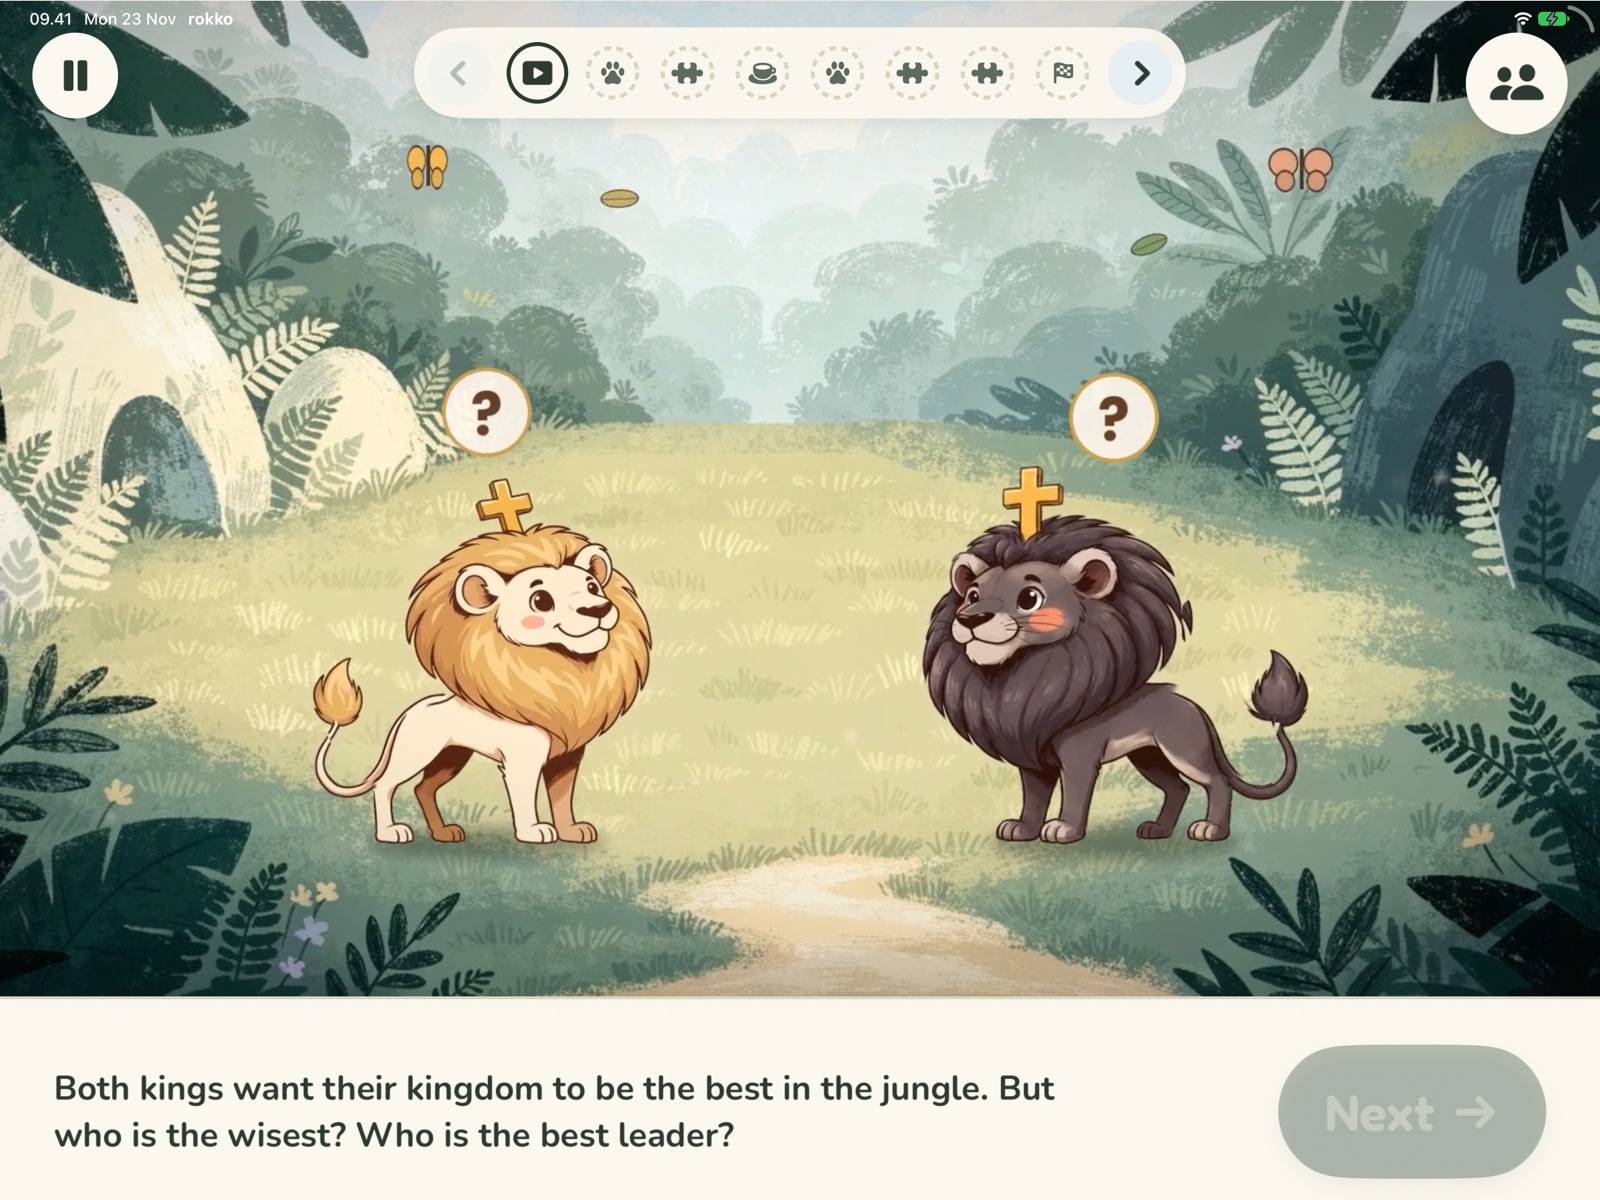 09.41 Mon 23 Nov rokko
?
?
Both kings want their kingdom to be the best in the jungle. But
who is the wisest? Who is the best leader?
Next